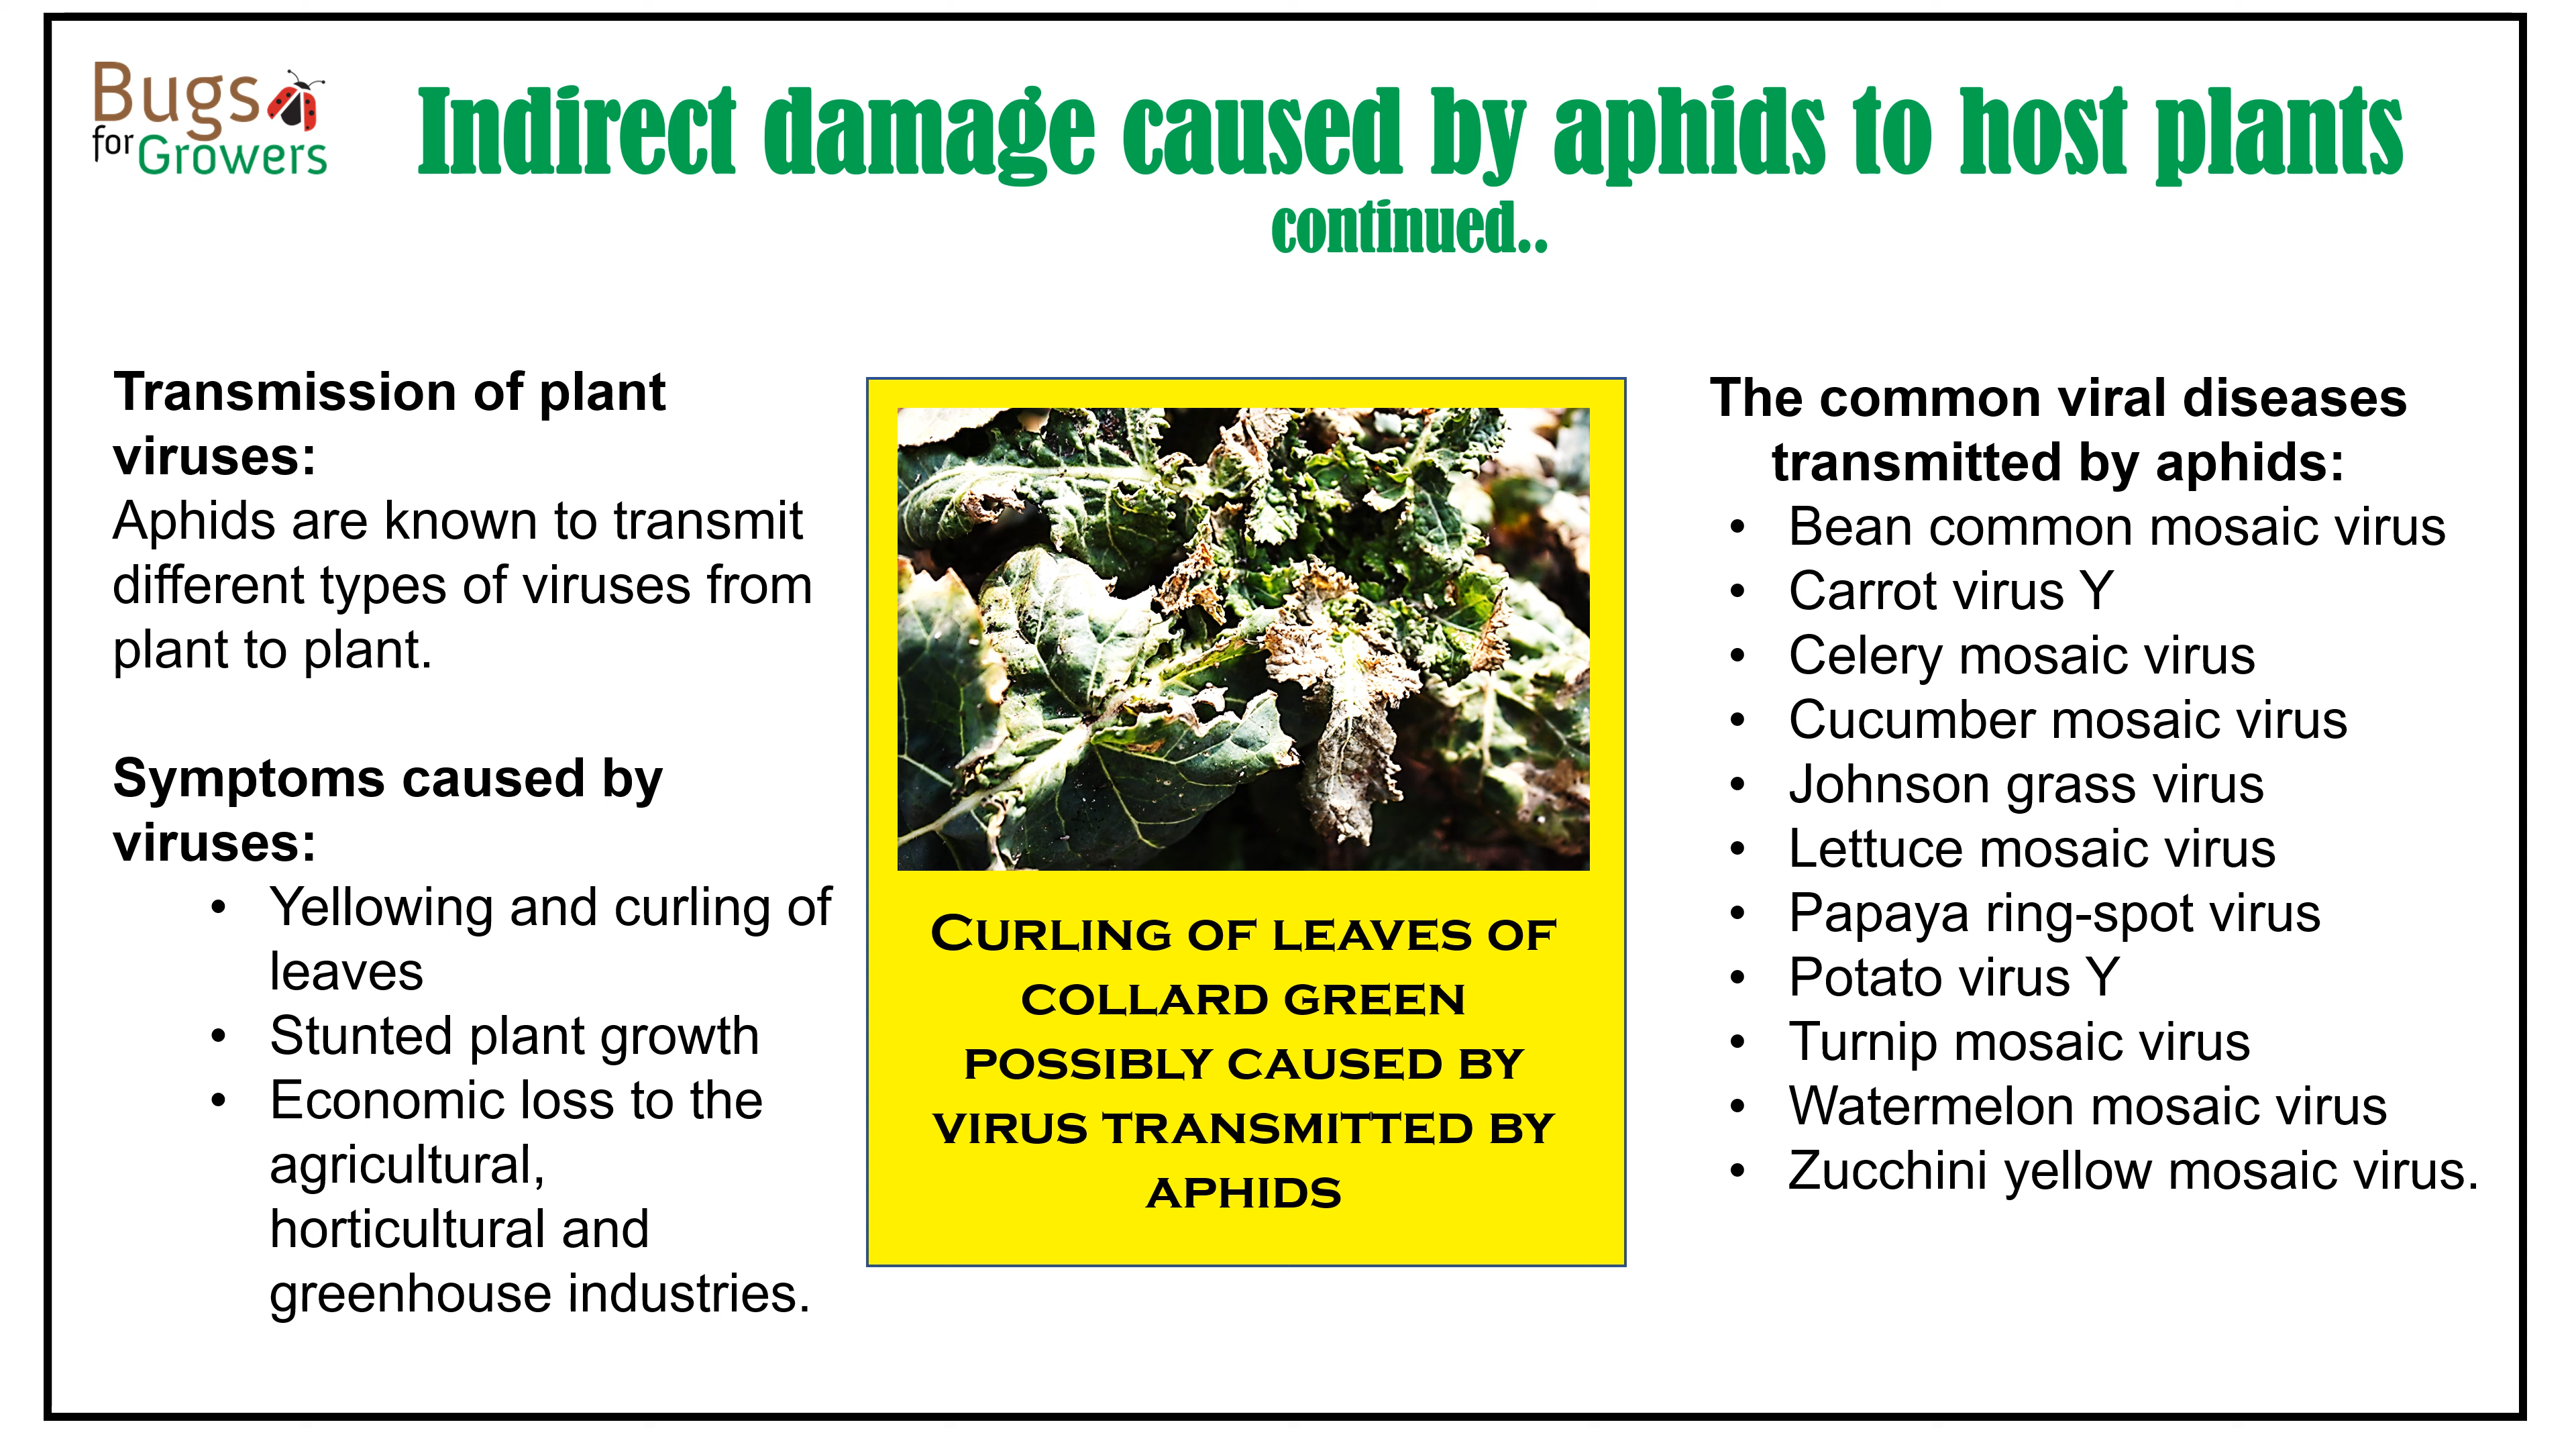 Bugs
for Growers
Indirect damage caused by aphids to host plants
continued..
Transmission of plant
viruses:
Aphids are known to transmit
different types of viruses from
plant to plant.
Symptoms caused by
viruses:
• Yellowing and curling of
leaves
• Stunted plant growth
• Economic loss to the
agricultural,
horticultural and
greenhouse industries.
CURLING OF LEAVES OF
COLLARD GREEN
POSSIBLY CAUSED BY
VIRUS TRANSMITTED BY
APHIDS
The common viral diseases
transmitted by aphids:
• Bean common mosaic virus
• Carrot virus Y
• Celery mosaic virus
• Cucumber mosaic virus
• Johnson grass virus
• Lettuce mosaic virus
• Papaya ring-spot virus
• Potato virus Y
• Turnip mosaic virus
• Watermelon mosaic virus
• Zucchini yellow mosaic virus.